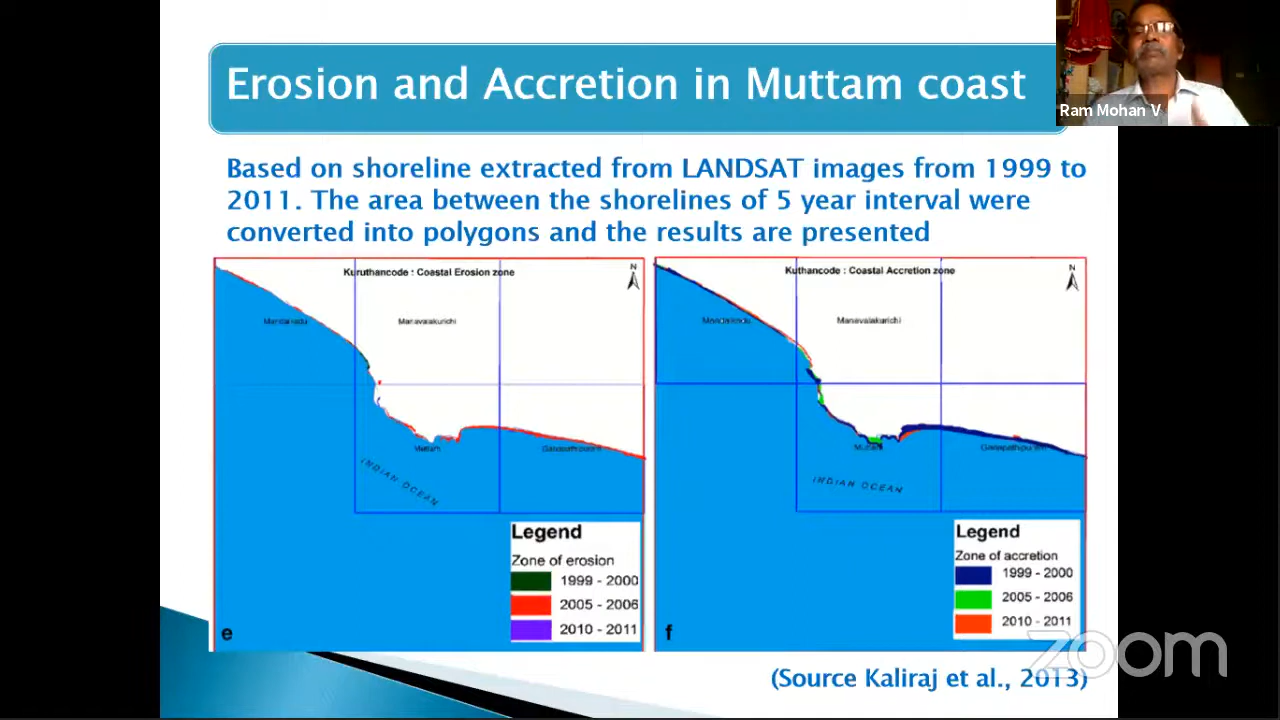 Erosion and Accretion in Muttam coast
Ram Mohan V
Based on shoreline extracted from LANDSAT images from 1999 to
2011. The area between the shorelines of 5 year interval were
converted into polygons and the results are presented
Kuruthancode : Coastal Erosion zone
N
Manavalakurichi
Muttam
INDIAN OCEAN
Legend
Zone of erosion
1999 - 2000
2005 - 2006
2010 - 2011
e
Kuthancode : Coastal Accretion zone
N
Manavalakurichi
Muttam
Ganapathipuram
INDIAN OCEAN
Legend
Zone of accretion
1999 - 2000
2005 - 2006
2010 - 2011
f
zoom
(Source Kaliraj et al., 2013)